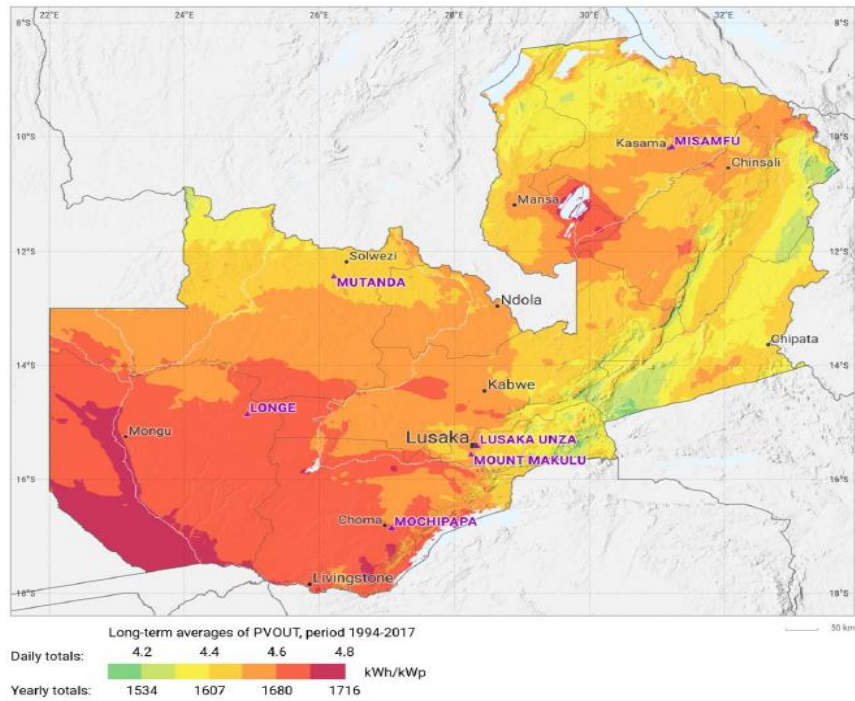 22°E 24°E 26°E 28°E 30°E 32°E
8°S 8°S
10°S 10°S
Kasama MISAMFU
Chinsali
Mansa
12°S 12°S
Solwezi
MUTANDA
Ndola
Chipata
14°S 14°S
Kabwe
LONGE
Mongu
Lusaka LUSAKA UNZA
MOUNT MAKULU
16°S 16°S
Choma MOCHIPAPA
Livingstone
18°S 18°S
50 km
Long-term averages of PVOUT, period 1994-2017
Daily totals: 4.2 4.4 4.6 4.8
kWh/kWp
Yearly totals: 1534 1607 1680 1716